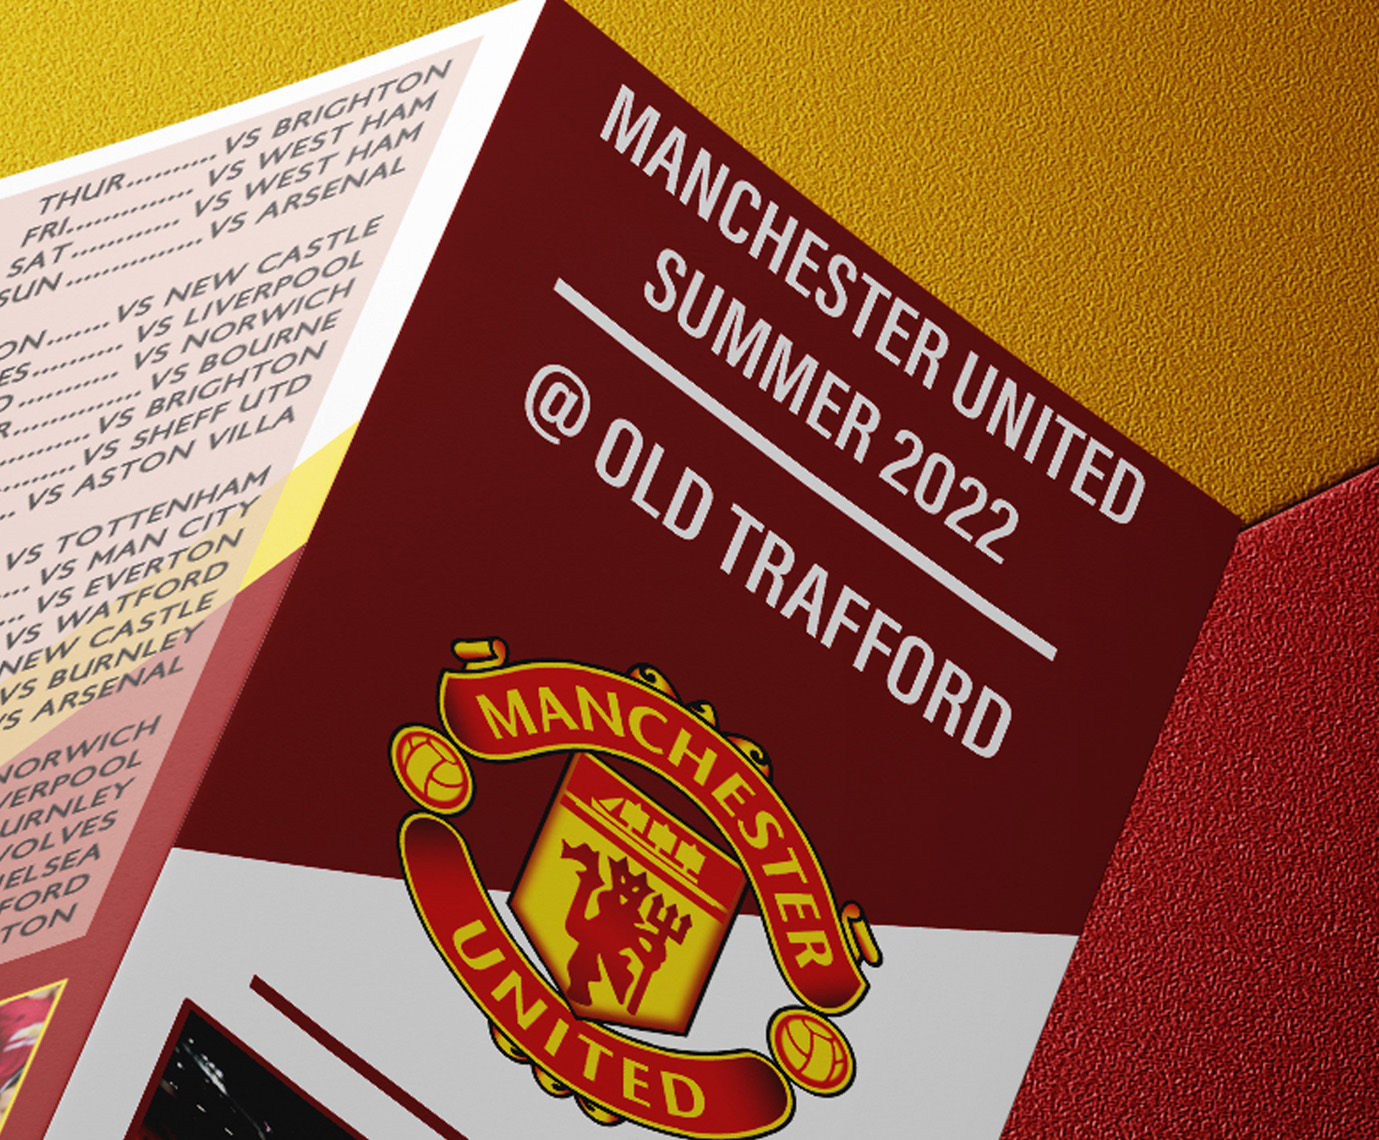 THUR.......... VS BRIGHTON
FRI............. VS WEST HAM
SAT........... VS WEST HAM
SUN............... VS ARSENAL
ON....... VS NEW CASTLE
ES.......... VS LIVERPOOL
VS NORWICH
VS BOURNE
VS BRIGHTON
VS SHEFF UTD
VS ASTON VILLA
VS TOTTENHAM
VS MAN CITY
VS EVERTON
VS WATFORD
NEW CASTLE
VS BURNLEY
VS ARSENAL
NORWICH
VERPOOL
URNLEY
VOLVES
ELSEA
FORD
TON
MANCHESTER UNITED
SUMMER 2022
@ OLD TRAFFORD
MANCHESTER
UNITED